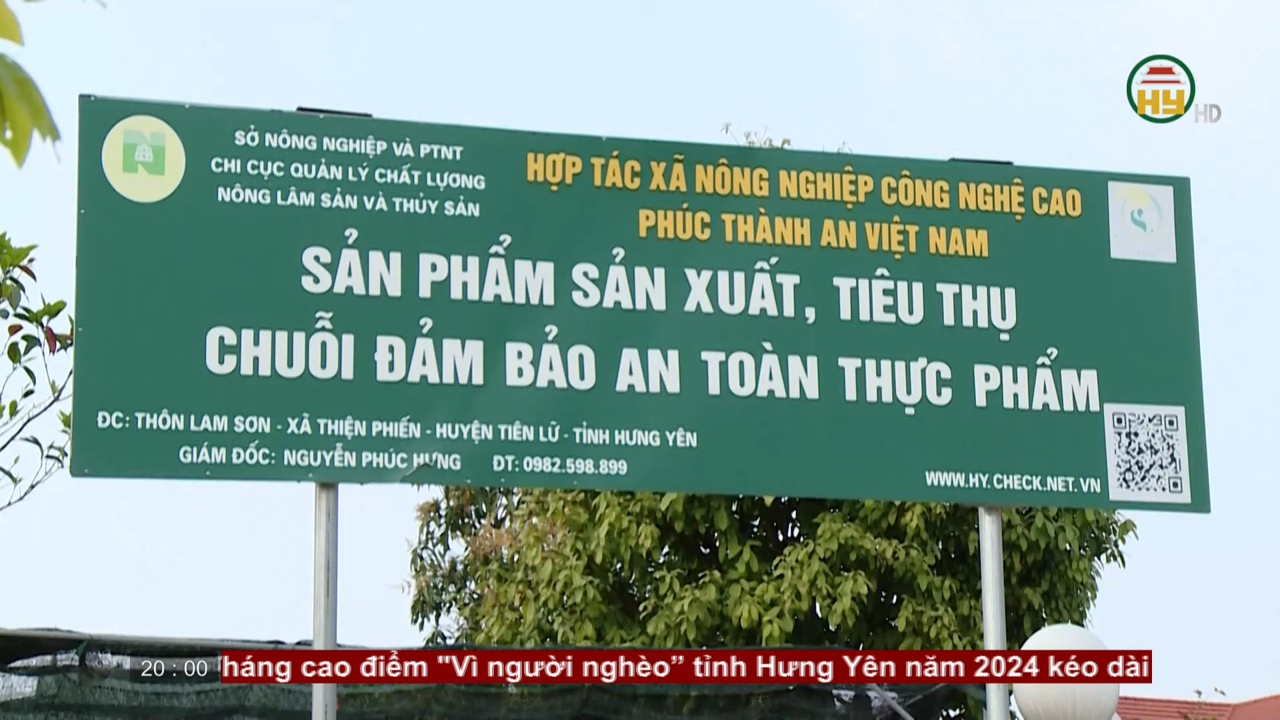 HY HD
SỞ NÔNG NGHIỆP VÀ PTNT
CHI CỤC QUẢN LÝ CHẤT LƯỢNG
NÔNG LÂM SẢN VÀ THỦY SẢN
HỢP TÁC XÃ NÔNG NGHIỆP CÔNG NGHỆ CAO
PHÚC THÀNH AN VIỆT NAM
SẢN PHẨM SẢN XUẤT, TIÊU THỤ
CHUỖI ĐẢM BẢO AN TOÀN THỰC PHẨM
ĐC: THÔN LAM SƠN - XÃ THIỆN PHIẾN - HUYỆN TIÊN LỮ - TỈNH HƯNG YÊN
GIÁM ĐỐC: NGUYỄN PHÚC HƯNG ĐT: 0982.598.899
WWW.HY.CHECK.NET.VN
20 : 00 háng cao điểm "Vì người nghèo” tỉnh Hưng Yên năm 2024 kéo dài